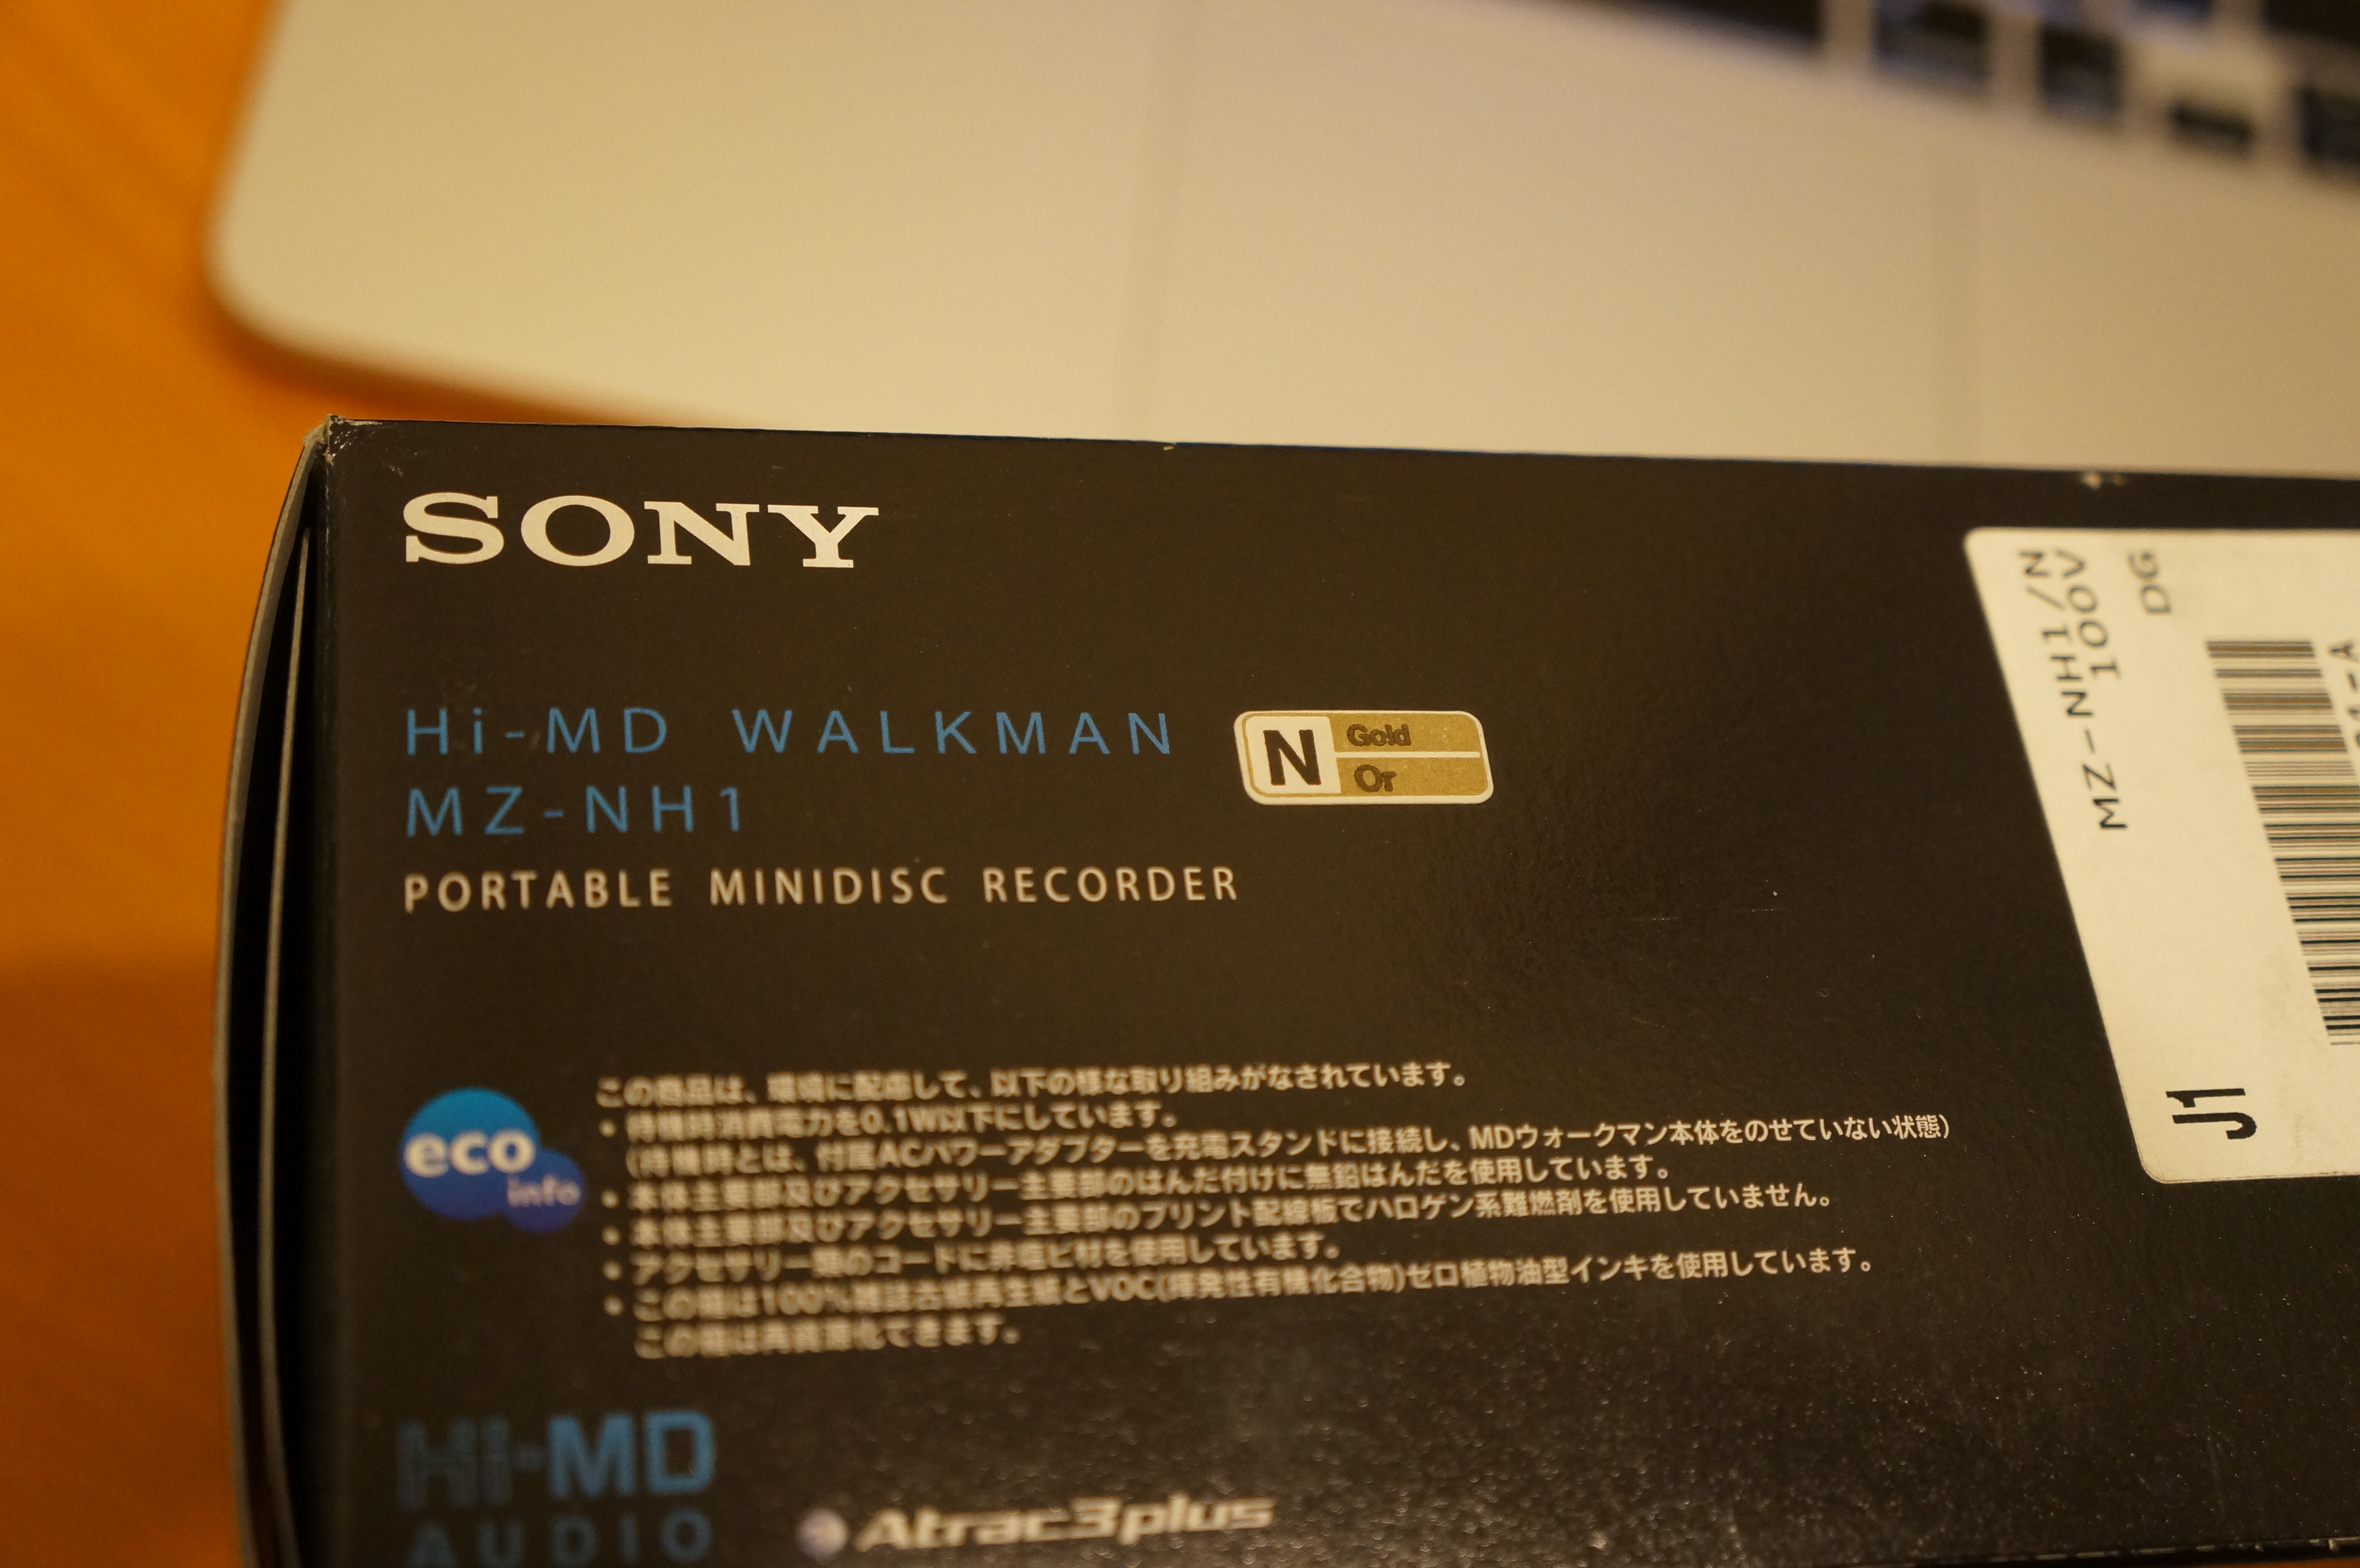 SONY
Hi-MD WALKMAN
MZ-NH1
N Gold
Or
PORTABLE MINIDISC RECORDER
eco
info
この商品は、環境に配慮して、以下の様な取り組みがなされています。
・待機時消費電力を0.1W以下にしています。
(待機時とは、付属ACパワーアダプターを充電スタンドに接続し、MDウォークマン本体をのせていない状態)
・本体主要部及びアクセサリー主要部のはんだ付けに無鉛はんだを使用しています。
・本体主要部及びアクセサリー主要部のプリント配線板でハロゲン系難燃剤を使用していません。
・アクセサリー類のコードに非塩ビ材を使用しています。
・この箱は100%雑誌古紙再生紙とVOC(揮発性有機化合物)ゼロ植物油型インキを使用しています。
この箱は再資源化できます。
Hi-MD
AUDIO
Atrac3plus
MZ-NH1/N
100V
DG
J1